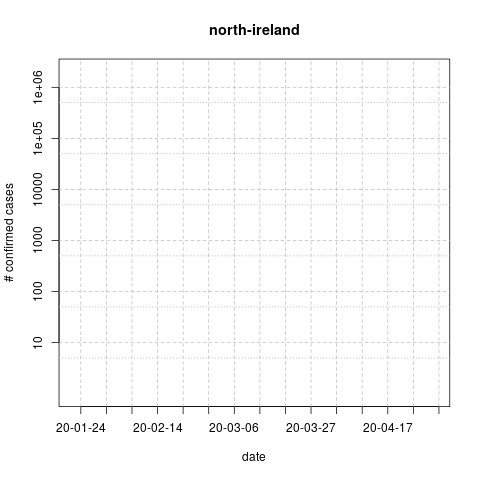 north-ireland
# confirmed cases
1e+06
1e+05
10000
1000
100
10
20-01-24 20-02-14 20-03-06 20-03-27 20-04-17
date